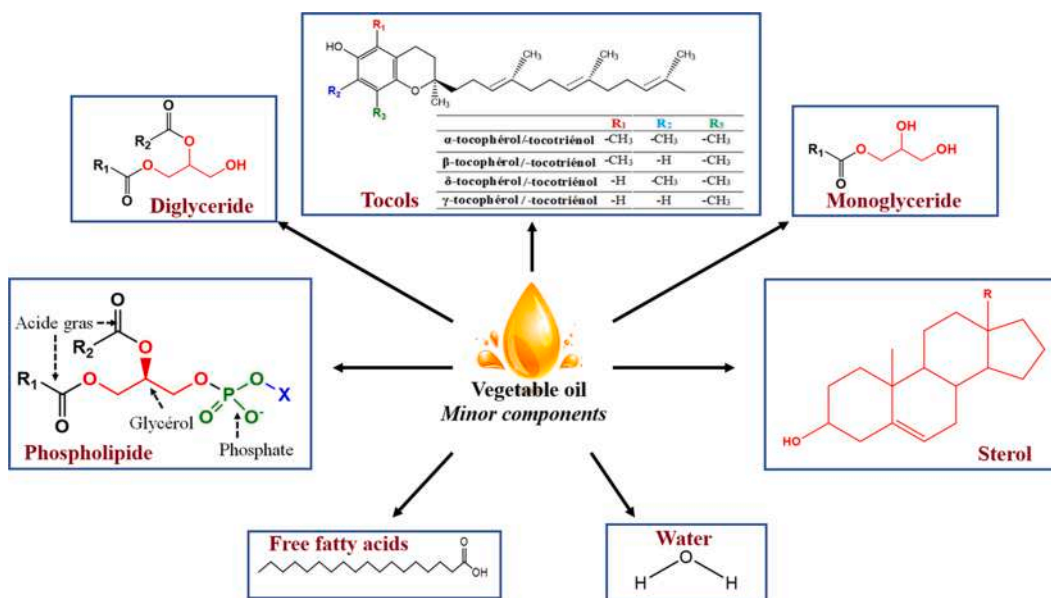 R₁
HO
CH₃
CH₃
R₂
O
CH₃
R₃
R₁ R₂ R₃
α-tocophérol/-tocotriénol -CH₃ -CH₃ -CH₃
β-tocophérol/-tocotriénol -CH₃ -H -CH₃
δ-tocophérol/-tocotriénol -H -CH₃ -CH₃
γ-tocophérol/-tocotriénol -H -H -CH₃
Tocols
O
R₂
O
R₁
O
OH
O
Diglyceride
OH
R₁
O
OH
O
Monoglyceride
O
Acide gras
R₂
O
R₁
O
O
O
P
O
X
O
O⁻
Glycérol
Phosphate
Phospholipide
Vegetable oil
Minor components
R
HO
Sterol
Free fatty acids
O
OH
Water
O
H
H